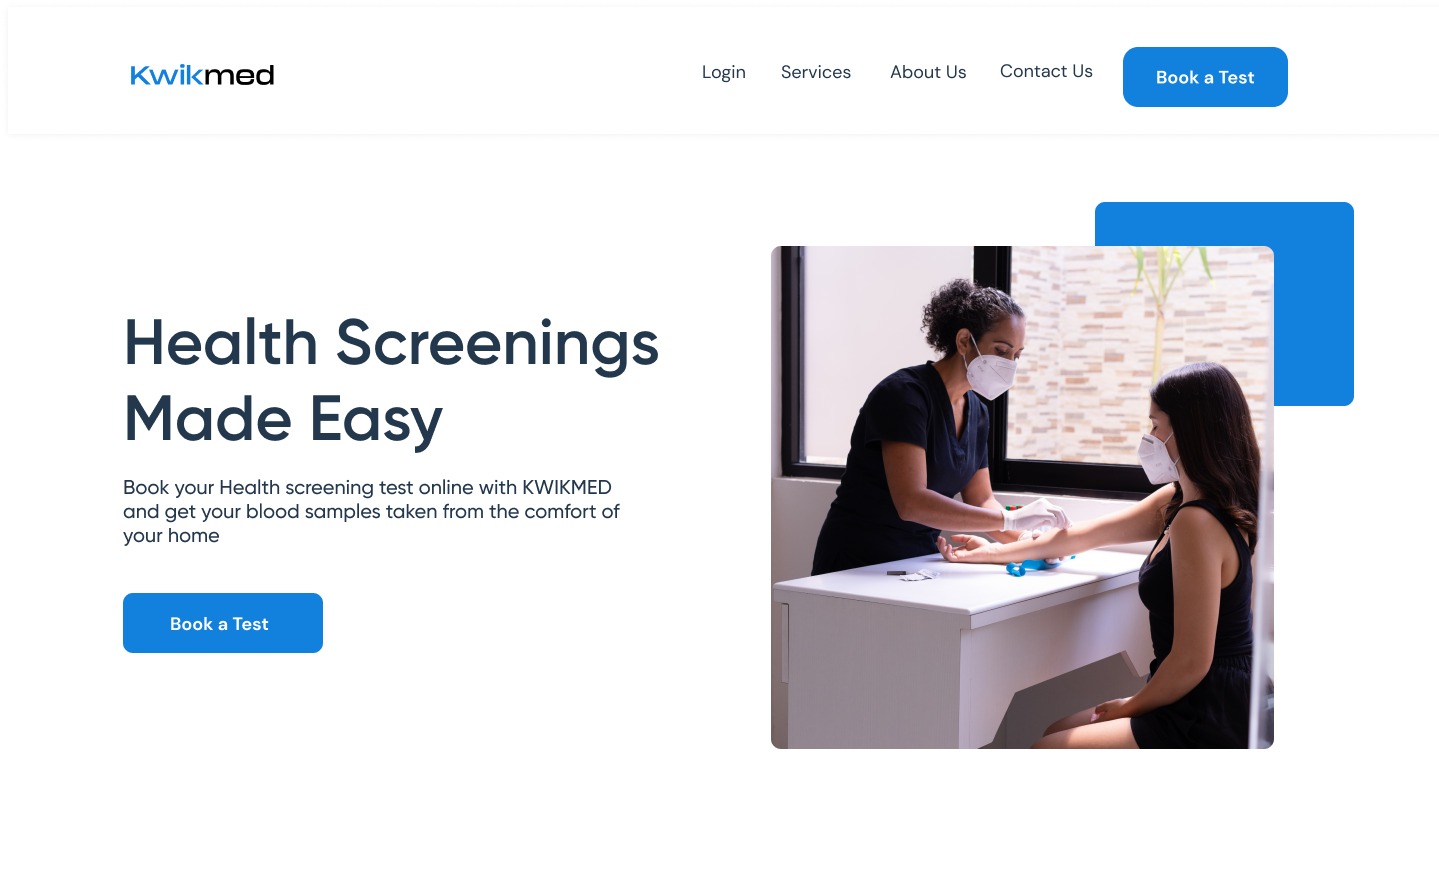 Kwikmed
Login
Services
About Us
Contact Us
Book a Test
Health Screenings
Made Easy
Book your Health screening test online with KWIKMED
and get your blood samples taken from the comfort of
your home
Book a Test